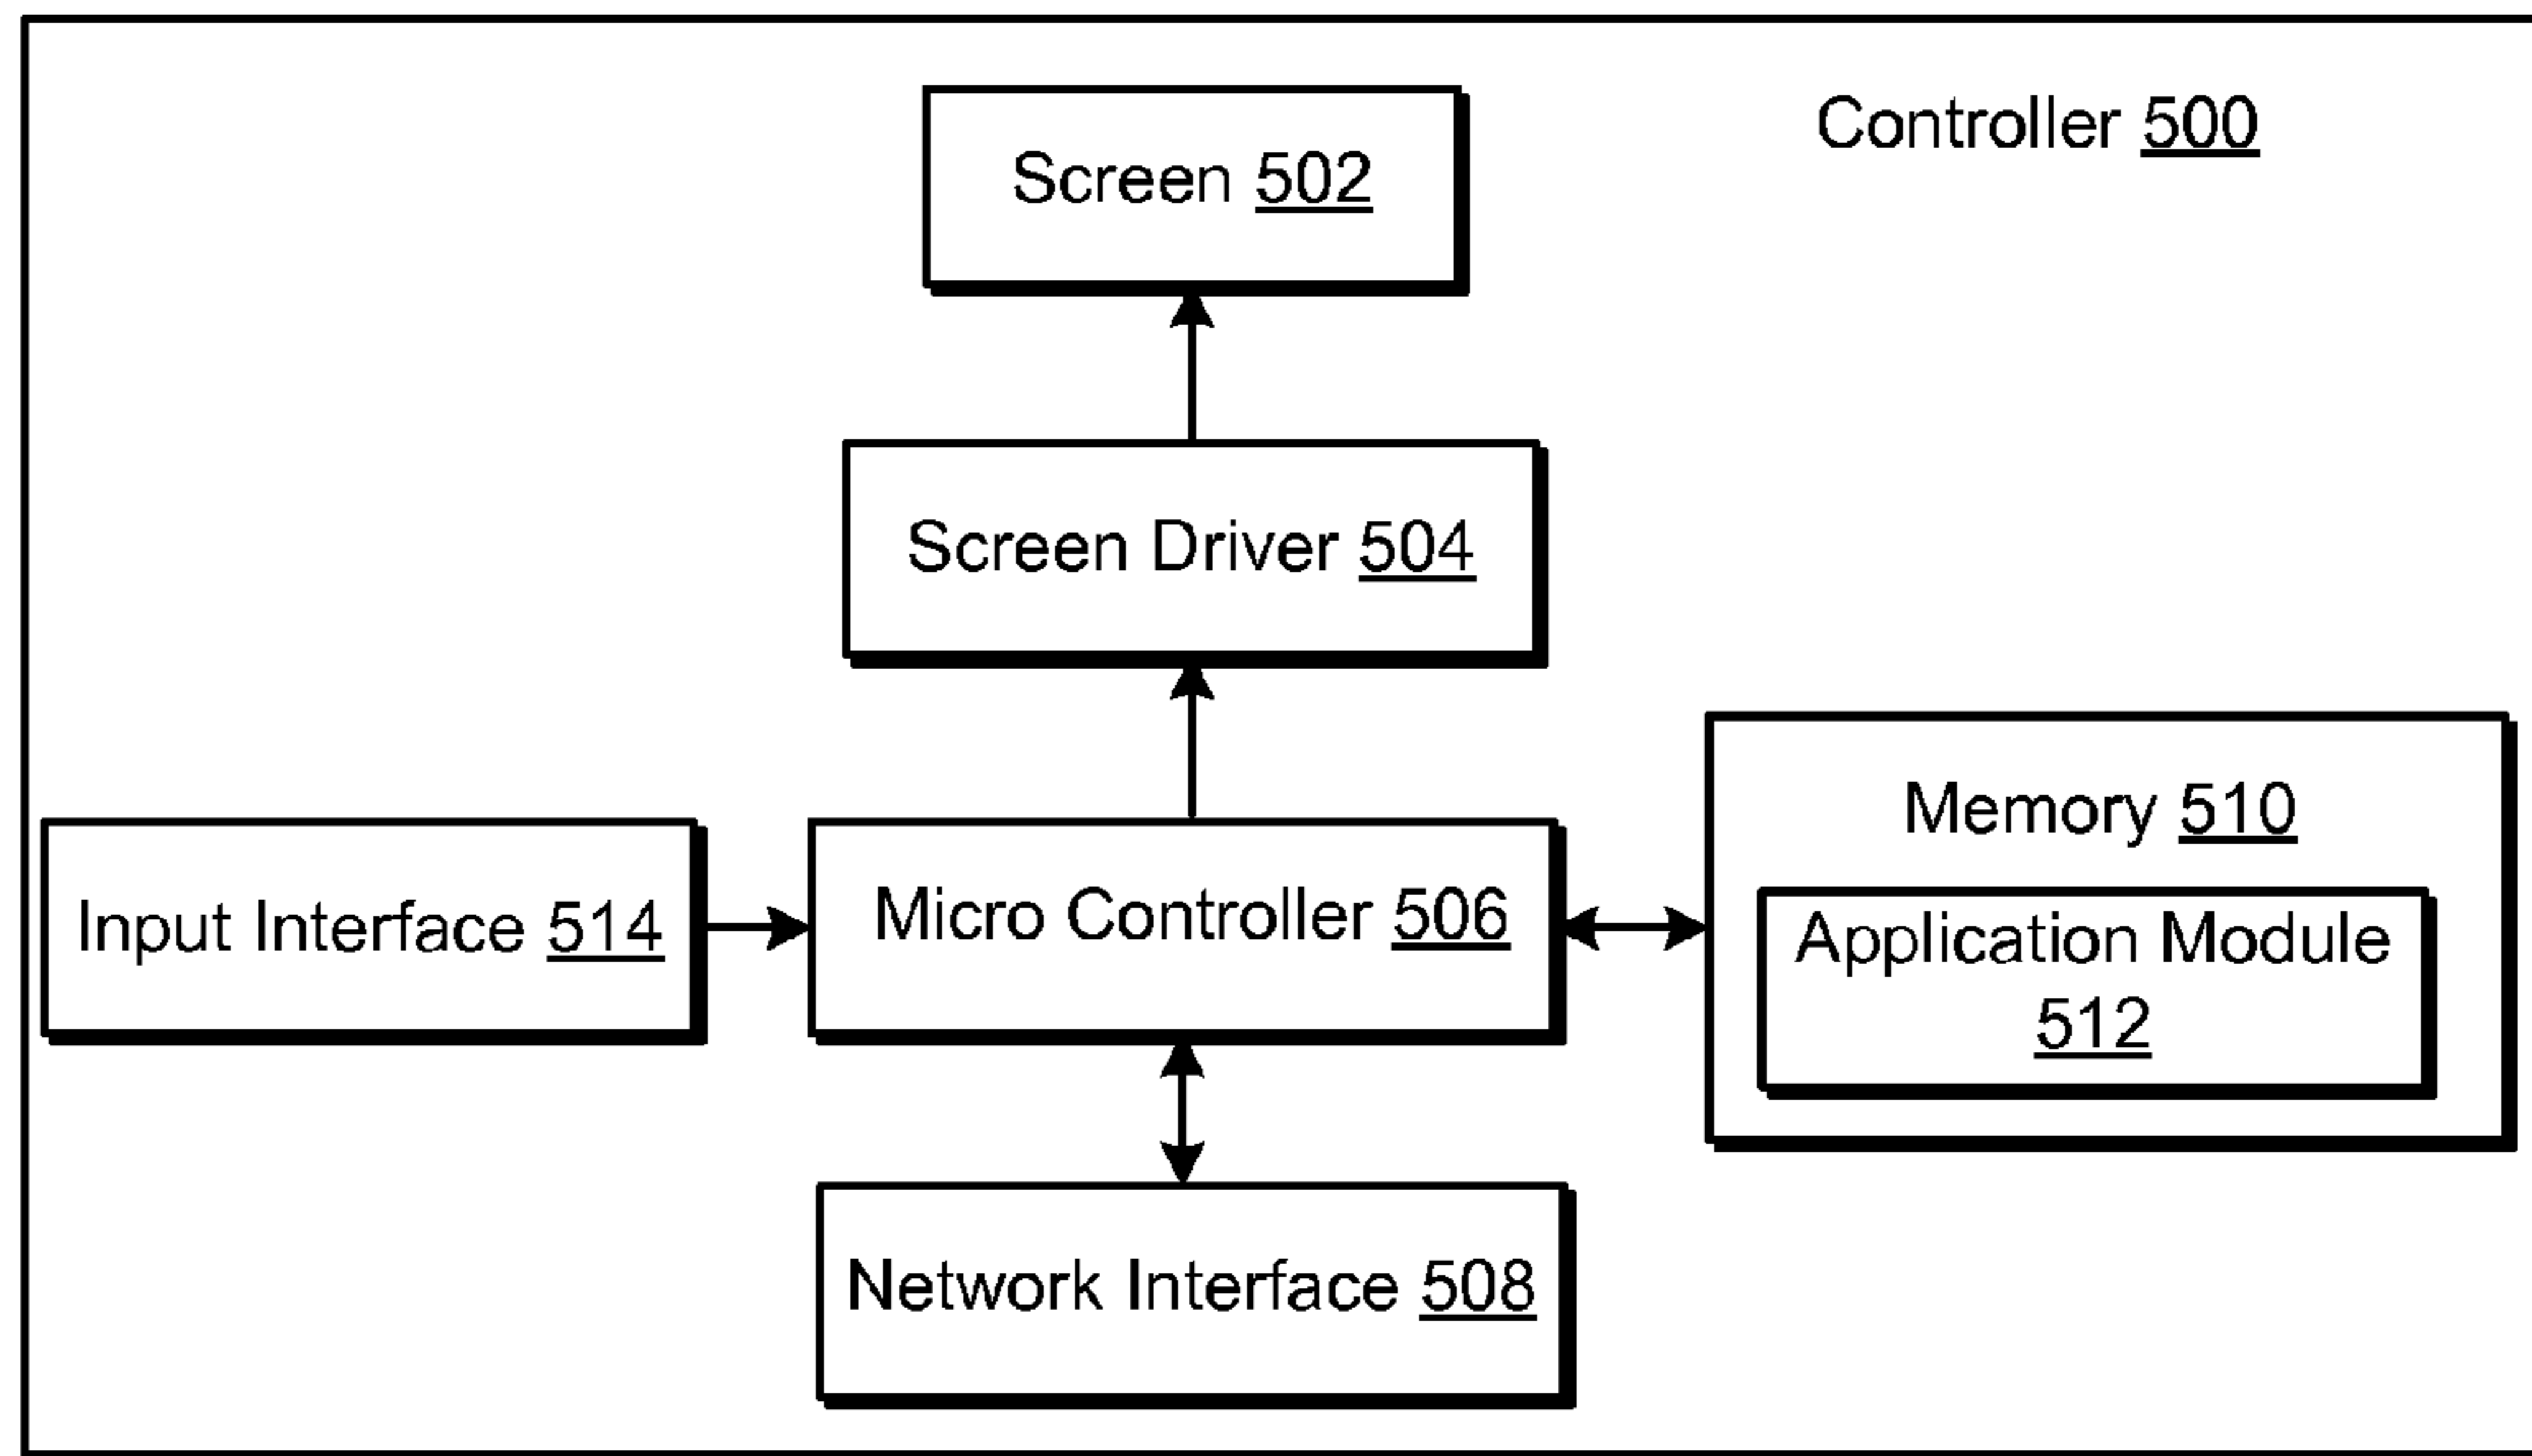 Controller 500
Screen 502
Screen Driver 504
Memory 510
Input Interface 514
Micro Controller 506
Application Module
512
Network Interface 508